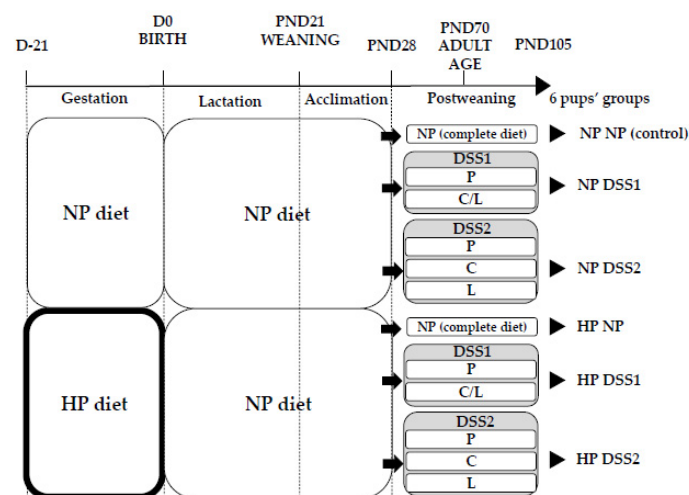 D-21
D0
BIRTH
PND21
WEANING
PND28
PND70
ADULT
AGE
PND105
Gestation
Lactation
Acclimation
Postweaning
6 pups' groups
NP diet
NP diet
NP (complete diet)
NP NP (control)
DSS1
P
C/L
NP DSS1
DSS2
P
C
L
NP DSS2
HP diet
NP diet
NP (complete diet)
HP NP
DSS1
P
C/L
HP DSS1
DSS2
P
C
L
HP DSS2